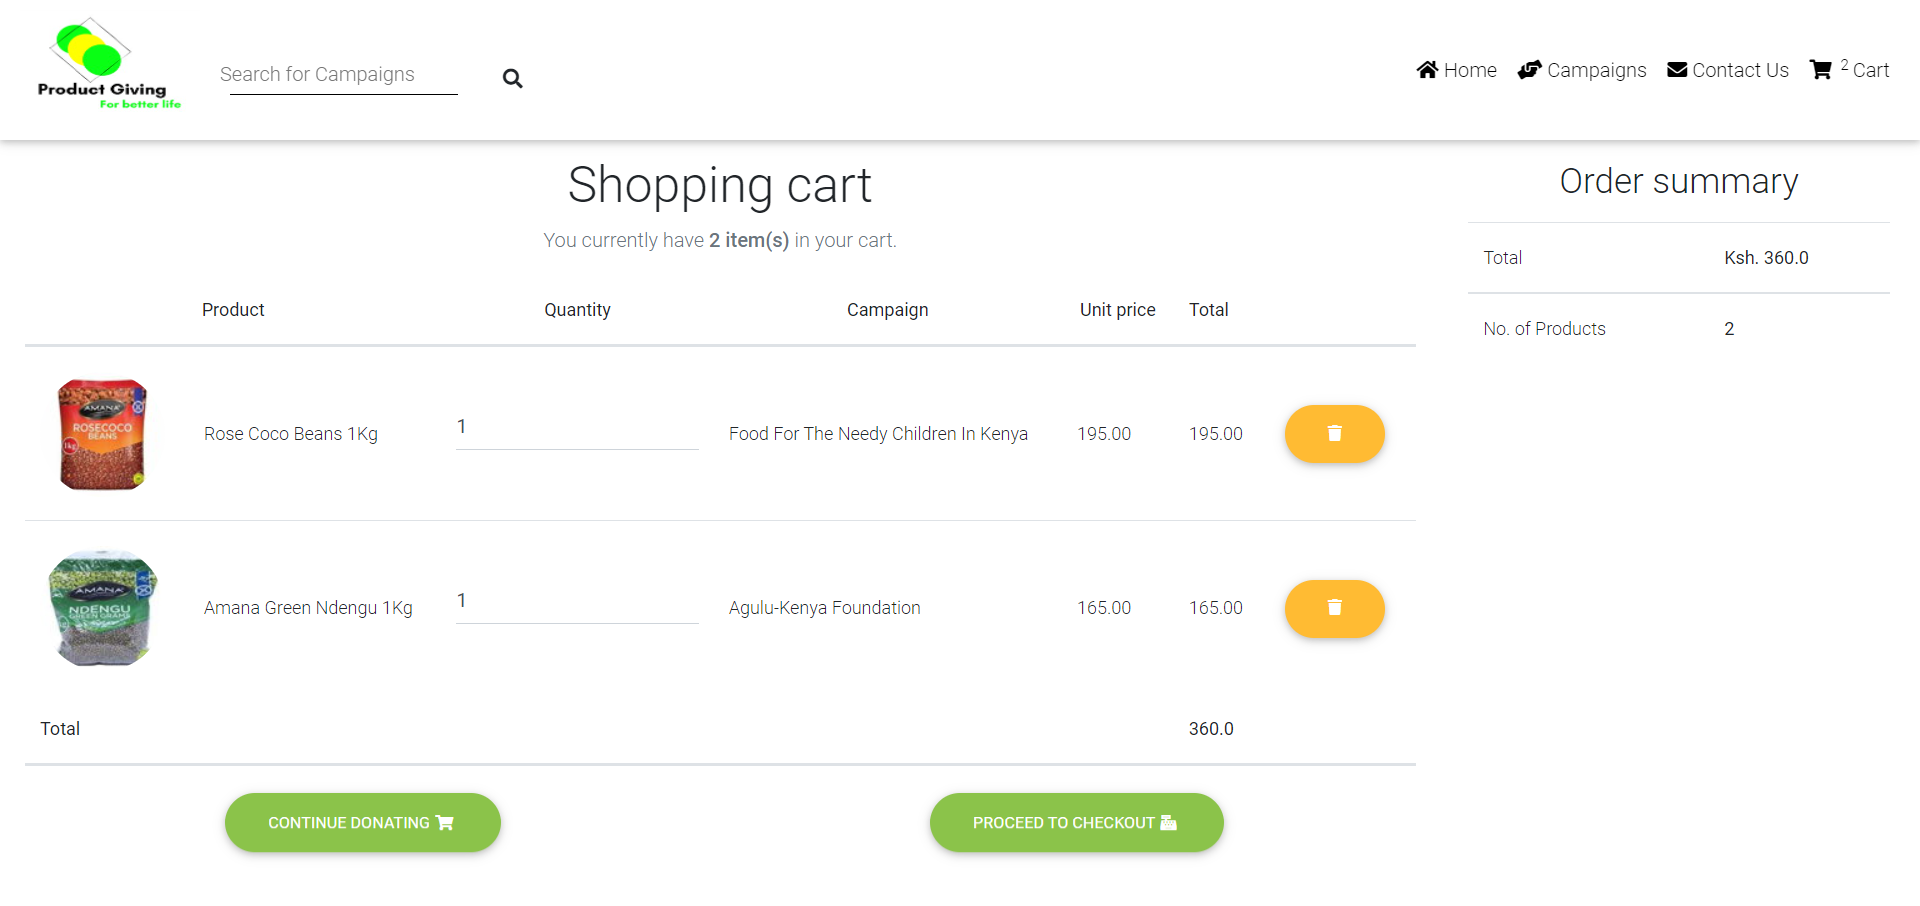 Product Giving
For better life
Search for Campaigns
Home
Campaigns
Contact Us
2 Cart
Shopping cart
You currently have 2 item(s) in your cart.
Product Quantity Campaign Unit price Total
AMANA
ROSECOCO
BEANS
1kg
Rose Coco Beans 1Kg 1 Food For The Needy Children In Kenya 195.00 195.00
AMANA
NDENGU
GREEN GRAMS
Amana Green Ndengu 1Kg 1 Agulu-Kenya Foundation 165.00 165.00
Total 360.0
CONTINUE DONATING
PROCEED TO CHECKOUT
Order summary
Total Ksh. 360.0
No. of Products 2